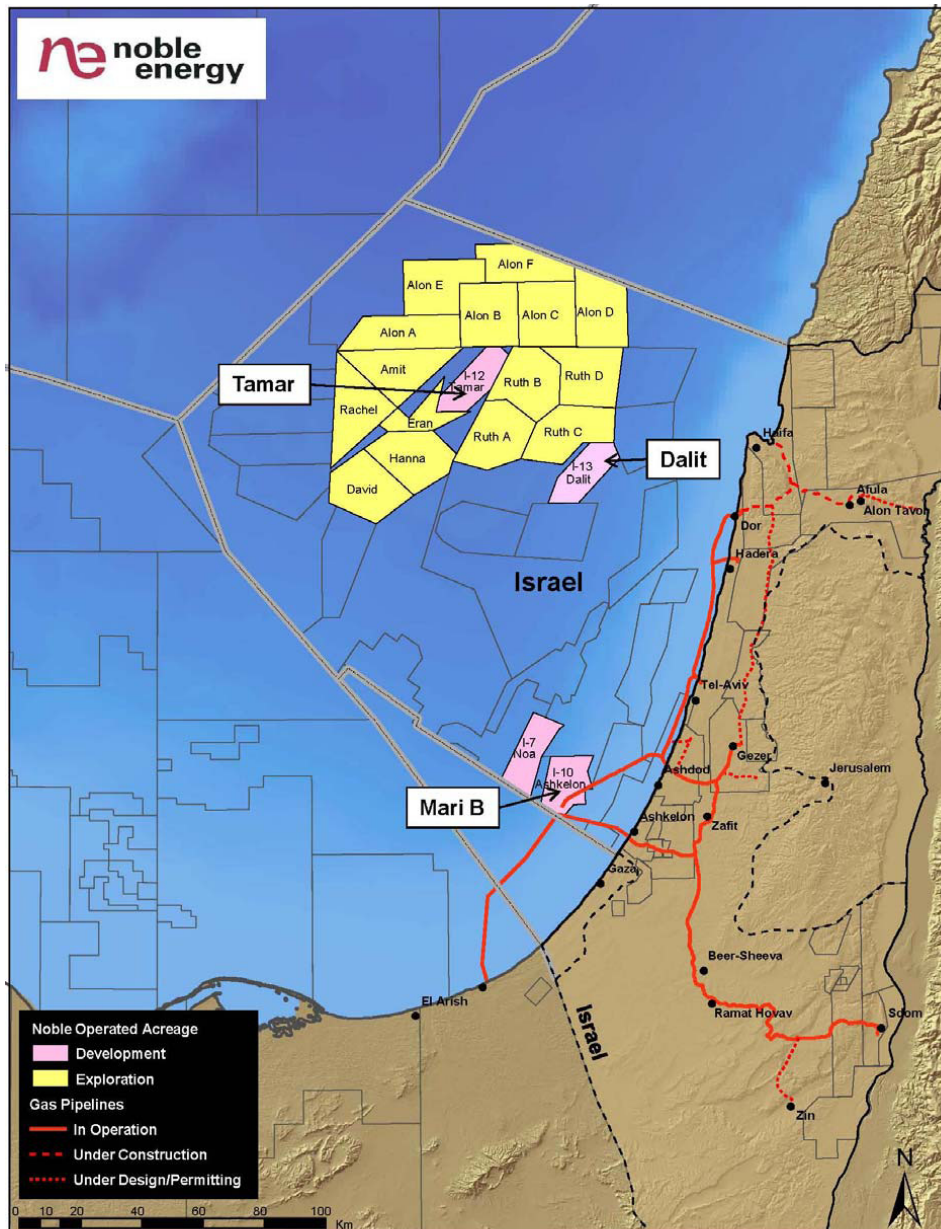 noble
energy
Alon F
Alon E
Alon B
Alon C
Alon D
Alon A
Amit
I-12
Tamar
Ruth B
Ruth D
Tamar
Rachel
Eran
Ruth A
Ruth C
Hanna
David
I-13
Dalit
Dalit
Haifa
Afula
Alon Tavor
Dor
Hadera
Israel
Tel-Aviv
I-7
Noa
I-10
Ashkelon
Mari B
Ashdod
Gezer
Jerusalem
Ashkelon
Zafit
Gaza
Beer-Sheeva
El Arish
Ramat Hovav
Sdom
Israel
Zin
Noble Operated Acreage
Development
Exploration
Gas Pipelines
In Operation
Under Construction
Under Design/Permitting
0 10 20 40 60 80 100
Km
N